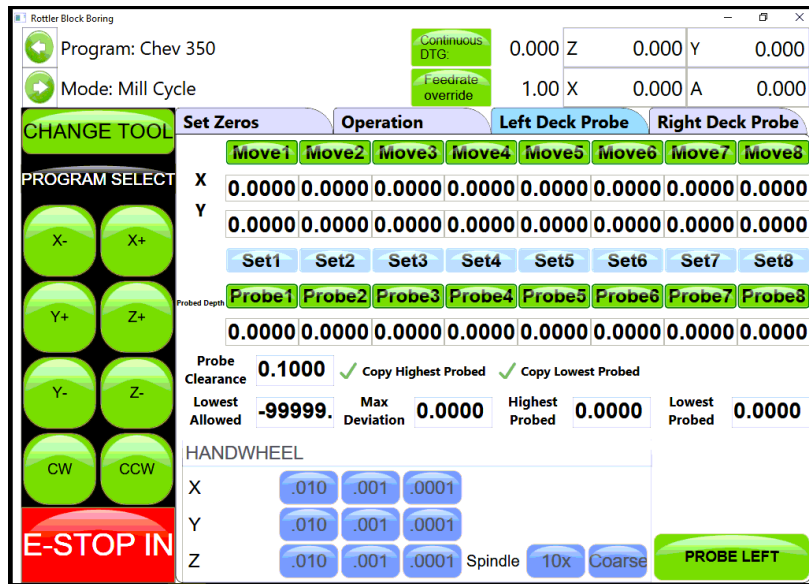 Rottler Block Boring
Program: Chev 350
Continuous DTG: 0.000 Z 0.000 Y 0.000
Mode: Mill Cycle
Feedrate override 1.00 X 0.000 A 0.000
CHANGE TOOL
PROGRAM SELECT
X- X+
Y+ Z+
Y- Z-
CW CCW
E-STOP IN
Set Zeros Operation Left Deck Probe Right Deck Probe
Move1 Move2 Move3 Move4 Move5 Move6 Move7 Move8
X 0.0000 0.0000 0.0000 0.0000 0.0000 0.0000 0.0000 0.0000
Y 0.0000 0.0000 0.0000 0.0000 0.0000 0.0000 0.0000 0.0000
Set1 Set2 Set3 Set4 Set5 Set6 Set7 Set8
Probed Depth Probe1 Probe2 Probe3 Probe4 Probe5 Probe6 Probe7 Probe8
0.0000 0.0000 0.0000 0.0000 0.0000 0.0000 0.0000 0.0000
Probe Clearance 0.1000 Copy Highest Probed Copy Lowest Probed
Lowest Allowed -99999. Max Deviation 0.0000 Highest Probed 0.0000 Lowest Probed 0.0000
HANDWHEEL
X .010 .001 .0001
Y .010 .001 .0001
Z .010 .001 .0001 Spindle 10x Coarse
PROBE LEFT